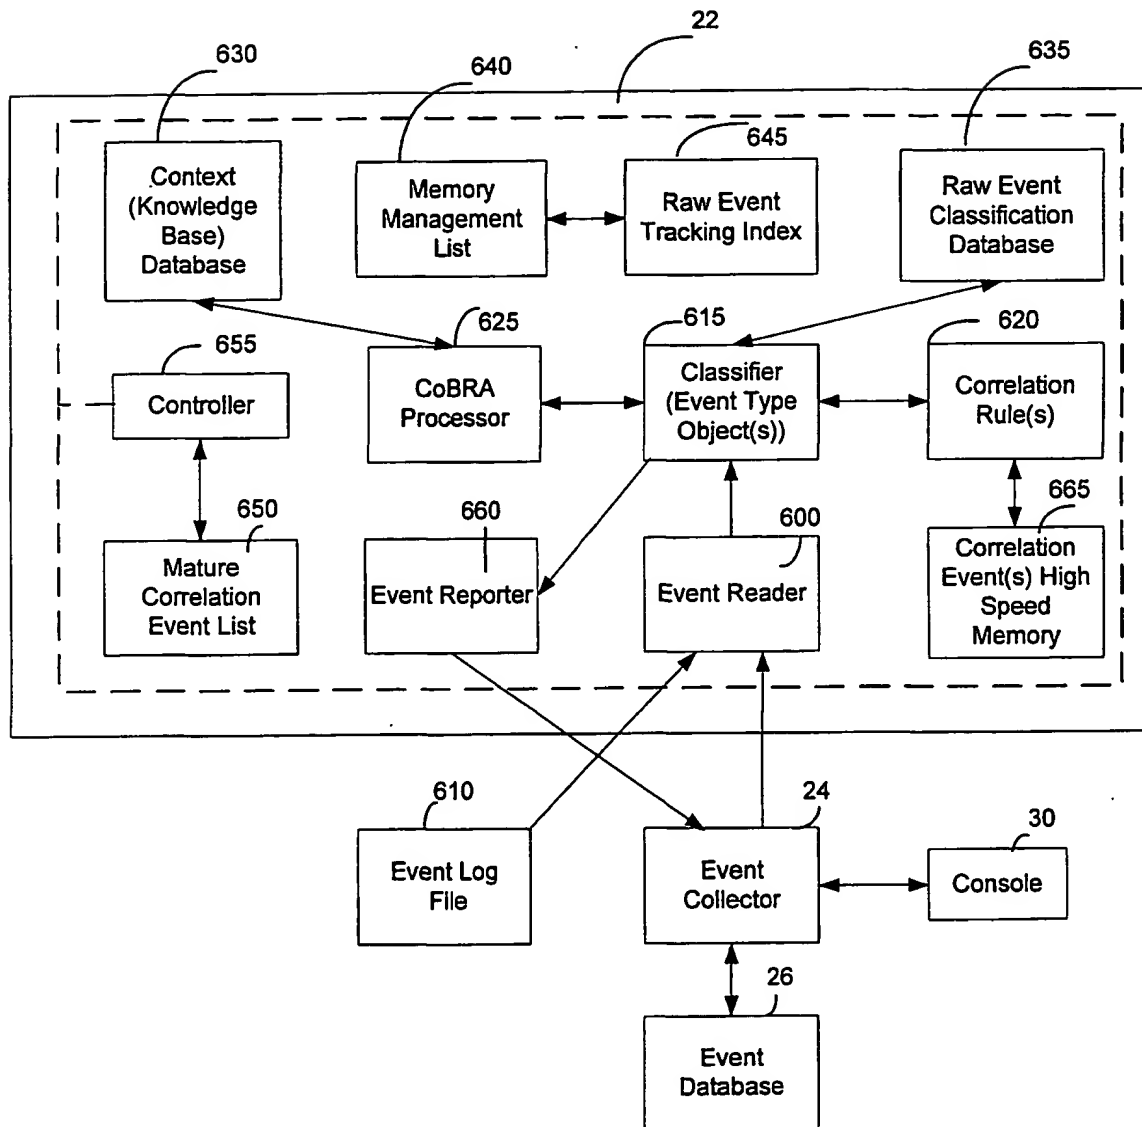 22
630
640
635
645
Context
(Knowledge
Base)
Database
Memory
Management
List
Raw Event
Tracking Index
Raw Event
Classification
Database
655
625
615
620
Controller
CoBRA
Processor
Classifier
(Event Type
Object(s))
Correlation
Rule(s)
650
660
600
665
Mature
Correlation
Event List
Event Reporter
Event Reader
Correlation
Event(s) High
Speed
Memory
610
24
30
Event Log
File
Event
Collector
Console
26
Event
Database